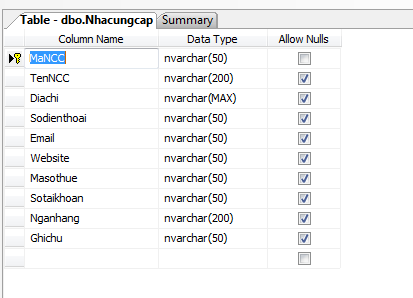 Table - dbo.Nhacungcap Summary
Column Name Data Type Allow Nulls
MaNCC nvarchar(50)
TenNCC nvarchar(200)
Diachi nvarchar(MAX)
Sodienthoai nvarchar(50)
Email nvarchar(50)
Website nvarchar(50)
Masothue nvarchar(50)
Sotaikhoan nvarchar(50)
Nganhang nvarchar(200)
Ghichu nvarchar(50)